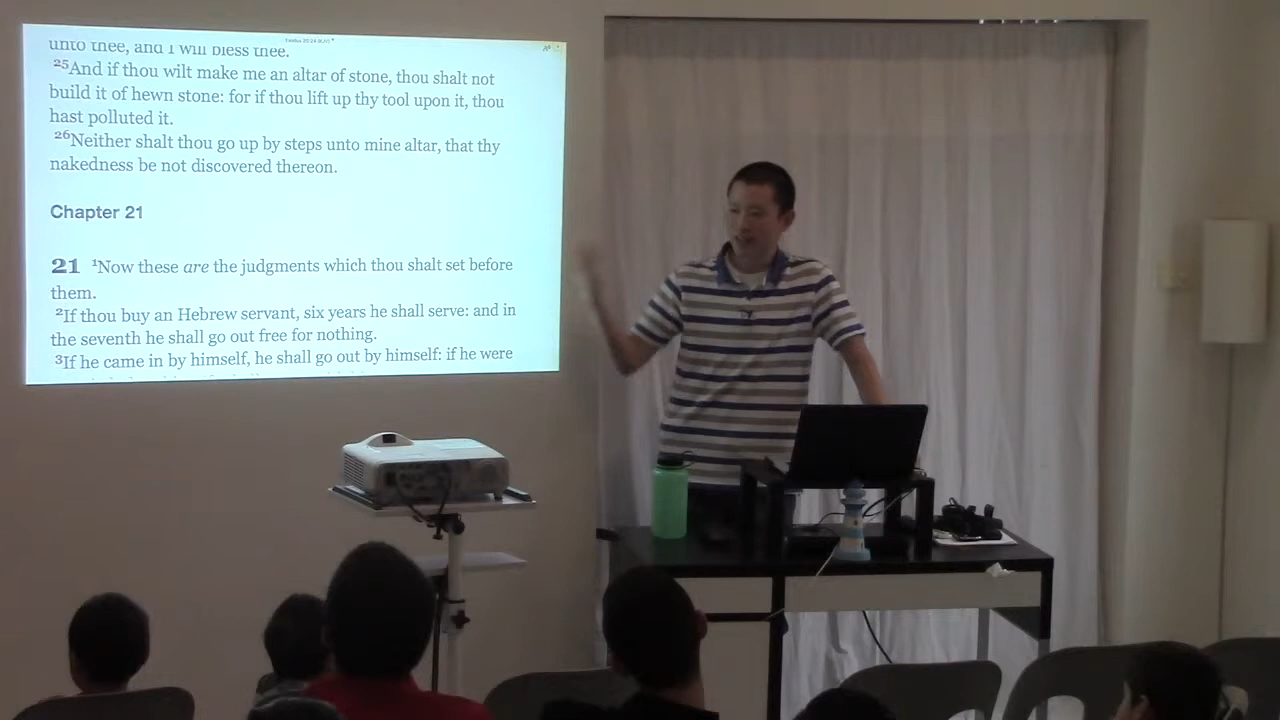 Exodus 20:24 (KJV)
unto thee, and I will bless thee.
25And if thou wilt make me an altar of stone, thou shalt not
build it of hewn stone: for if thou lift up thy tool upon it, thou
hast polluted it.
26Neither shalt thou go up by steps unto mine altar, that thy
nakedness be not discovered thereon.
Chapter 21
21 1Now these are the judgments which thou shalt set before
them.
2If thou buy an Hebrew servant, six years he shall serve: and in
the seventh he shall go out free for nothing.
3If he came in by himself, he shall go out by himself: if he were